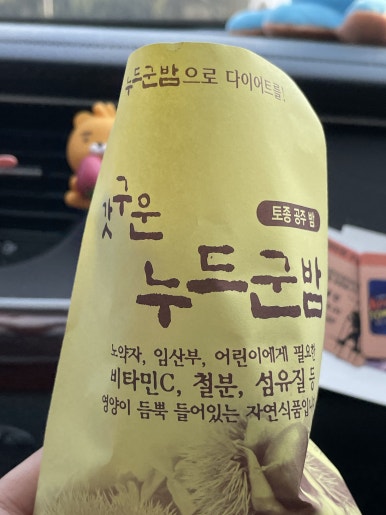 누드군밤으로 다이어트를!
갓구운
토종 공주 밤
누드군밤
노약자, 임산부, 어린이에게 필요한
비타민C, 철분, 섬유질 등
영양이 듬뿍 들어있는 자연식품입니